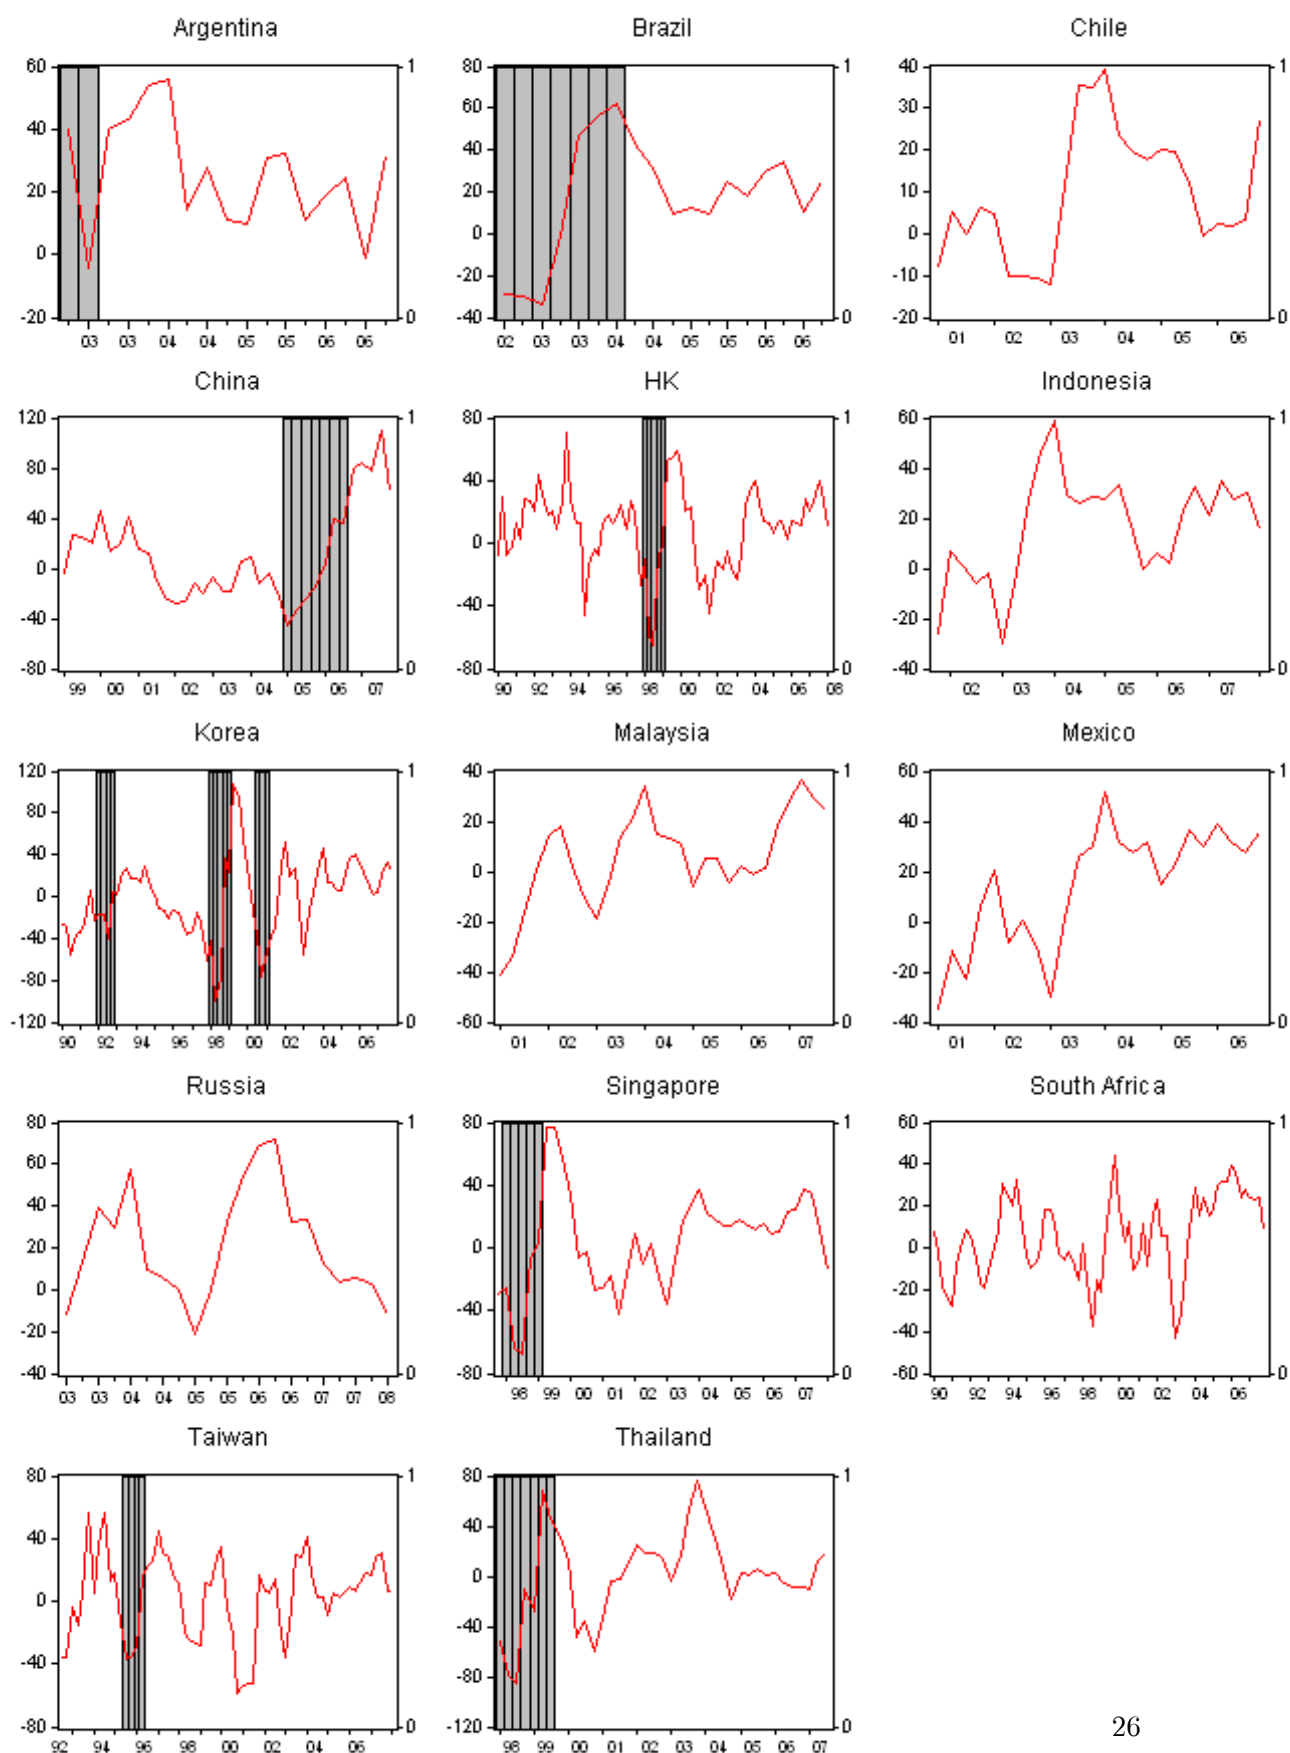 Argentina Brazil Chile
60 1 80 1 40 1
40 60 30
20 40 20
0 20 10
-20 0 0 0
-20 -10
-40 0 -20 0
03 03 04 04 05 05 06 06 02 03 03 04 04 05 05 06 06 01 02 03 04 05 06
China HK Indonesia
120 1 80 1 60 1
80 40 40
40 0 20
0 -40 0
-40 -80 0 -20
-80 0 -40 0
99 00 01 02 03 04 05 06 07 90 92 94 96 98 00 02 04 06 08 02 03 04 05 06 07
Korea Malaysia Mexico
120 1 40 1 60 1
80 20 40
40 0 20
0 -20 0
-40 -40 -20
-80 -60 0 -40 0
-120 0
90 92 94 96 98 00 02 04 06 01 02 03 04 05 06 07 01 02 03 04 05 06
Russia Singapore South Africa
80 1 80 1 60 1
60 40 40
40 0 20
20 -40 0
0 -80 0 -20
-20 -40
-40 0 -60 0
03 03 04 04 05 05 06 06 07 08 98 99 00 01 02 03 04 05 06 07 90 92 94 96 98 00 02 04 06
Taiwan Thailand
80 1 80 1
40 40
0 0
-40 -40
-80 0 -80
-120 0
92 94 96 98 00 02 04 06 98 99 00 01 02 03 04 05 06 07
26